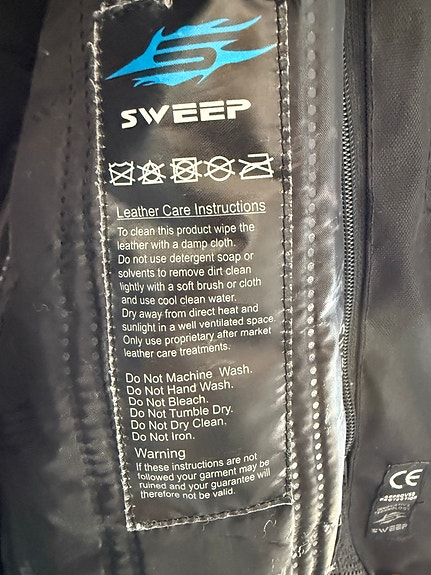 SWEEP
Leather Care Instructions
To clean this product wipe the
leather with a damp cloth.
Do not use detergent soap or
solvents to remove dirt clean
lightly with a soft brush or cloth
and use cool clean water.
Dry away from direct heat and
sunlight in a well ventilated space.
Only use proprietary after market
leather care treatments.
Do Not Machine Wash.
Do Not Hand Wash.
Do Not Bleach.
Do Not Tumble Dry.
Do Not Dry Clean.
Do Not Iron.
Warning
If these instructions are not
followed your garment may be
ruined and your guarantee will
therefore not be valid.
CE
SWEEP